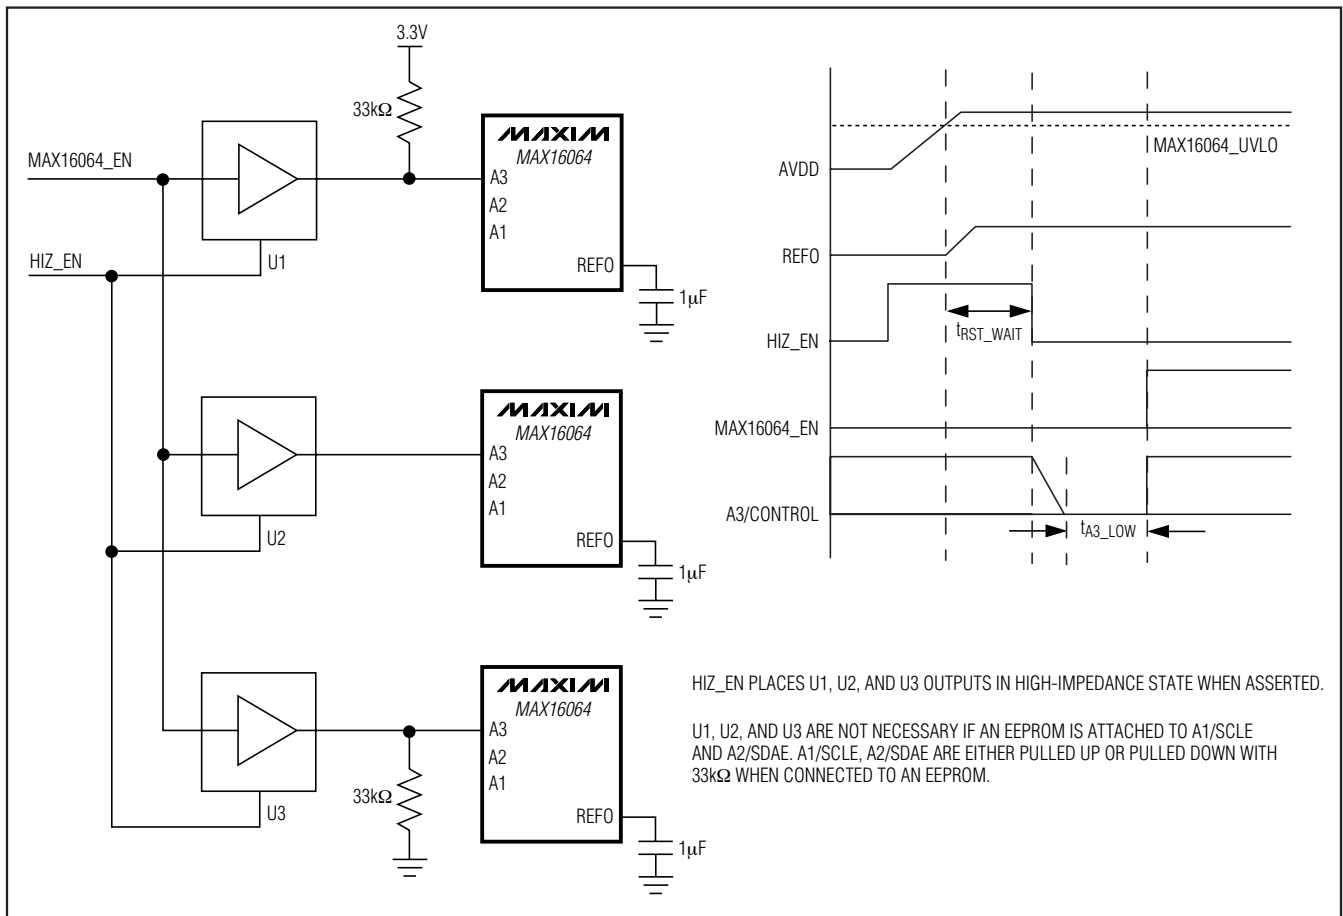 3.3V
33kΩ
MAXIM
MAX16064
MAX16064_EN
A3
A2
A1
HIZ_EN
U1
REFO
1µF
MAXIM
MAX16064
A3
A2
A1
U2
REFO
1µF
MAXIM
MAX16064
A3
A2
A1
33kΩ
U3
REFO
1µF
AVDD
MAX16064_UVLO
REFO
HIZ_EN
tRST_WAIT
MAX16064_EN
A3/CONTROL
tA3_LOW
HIZ_EN PLACES U1, U2, AND U3 OUTPUTS IN HIGH-IMPEDANCE STATE WHEN ASSERTED.
U1, U2, AND U3 ARE NOT NECESSARY IF AN EEPROM IS ATTACHED TO A1/SCLE
AND A2/SDAE. A1/SCLE, A2/SDAE ARE EITHER PULLED UP OR PULLED DOWN WITH
33kΩ WHEN CONNECTED TO AN EEPROM.